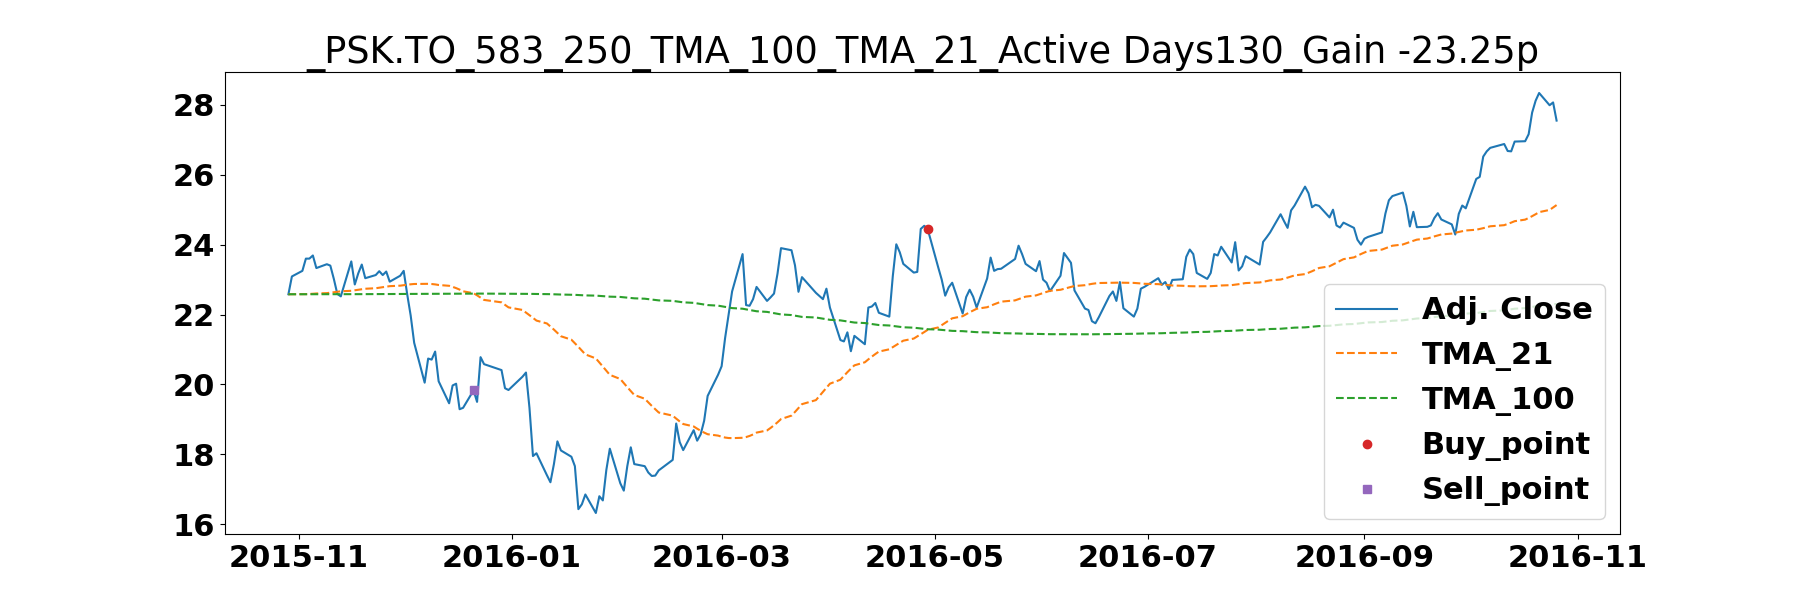 _PSK.TO_583_250_TMA_100_TMA_21_Active Days130_Gain -23.25p
28
26
24
22
20
18
16
Adj. Close
TMA_21
TMA_100
Buy_point
Sell_point
2015-11 2016-01 2016-03 2016-05 2016-07 2016-09 2016-11